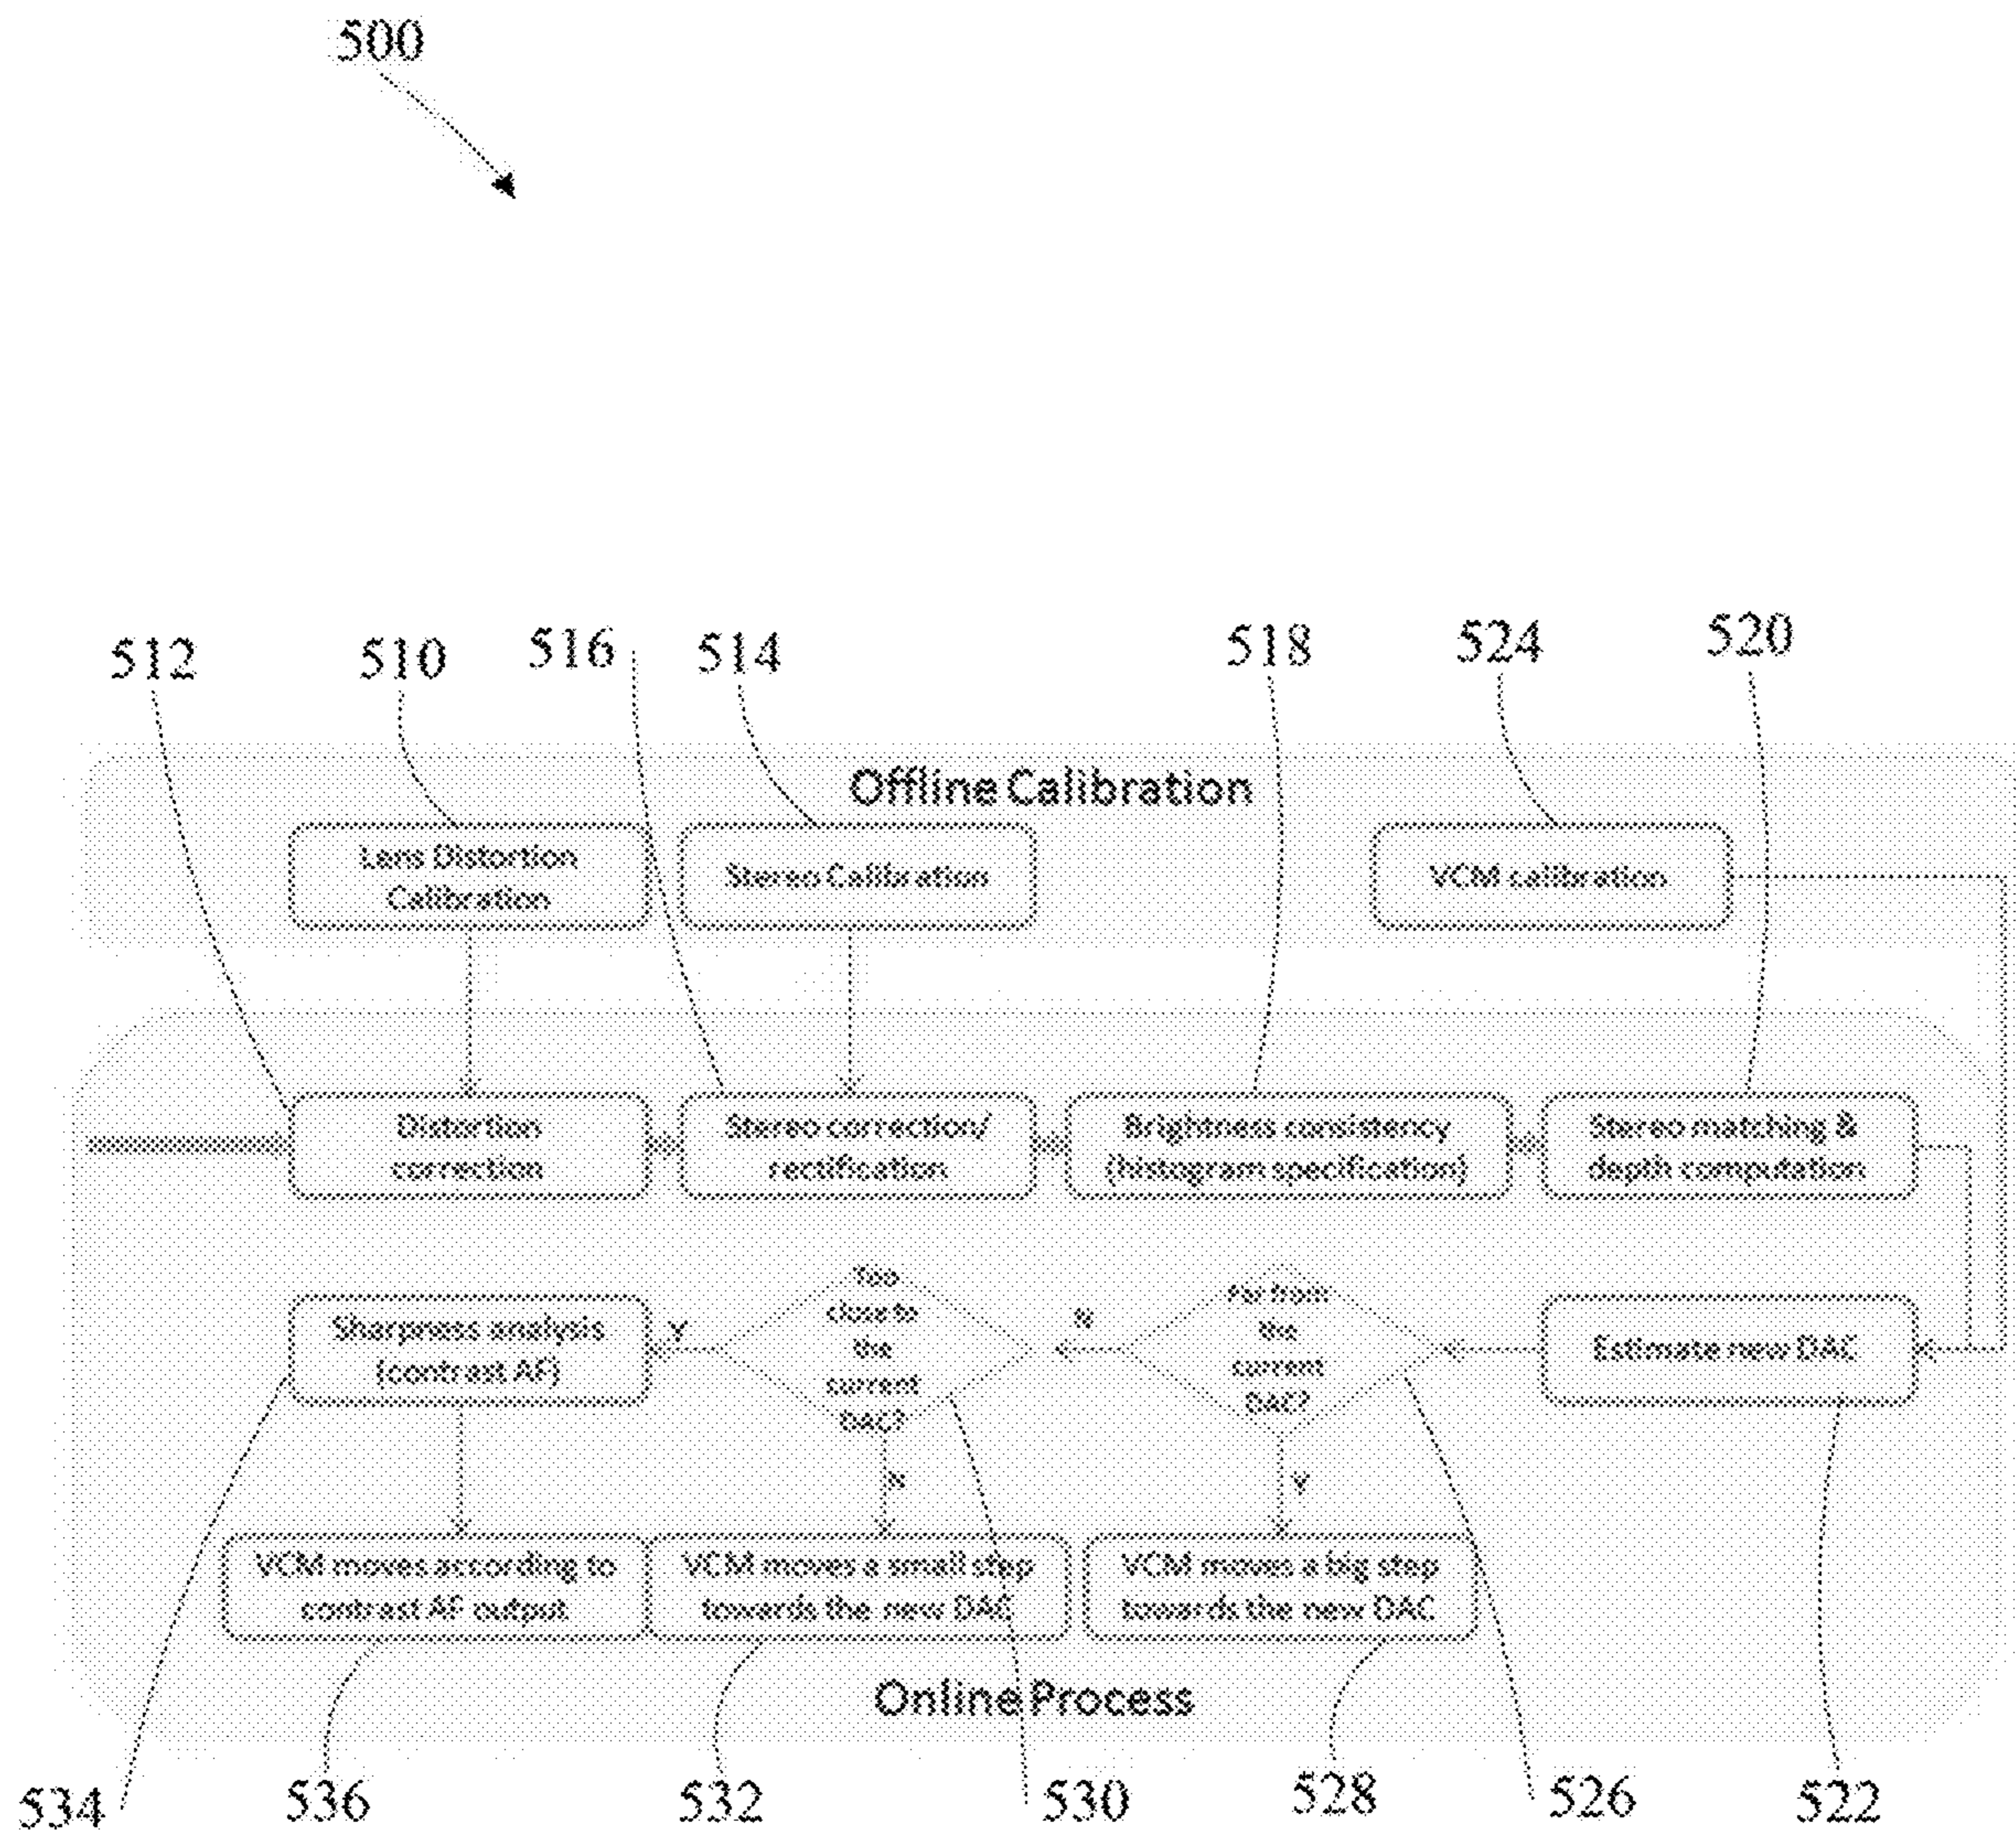 500
512
510
516
514
518
524
520
Offline Calibration
Lens Distortion
Calibration
Stereo Calibration
VCM calibration
Distortion
correction
Stereo correction/
rectification
Brightness consistency
(histogram specification)
Stereo matching &
depth computation
Sharpness analysis
(contrast AF)
Y
Too
close to
the
current
DAC?
N
Far from
the
current
DAC?
Estimate new DAC
N
Y
VCM moves according to
contrast AF output
VCM moves a small step
towards the new DAC
VCM moves a big step
towards the new DAC
Online Process
534
536
532
530
528
526
522